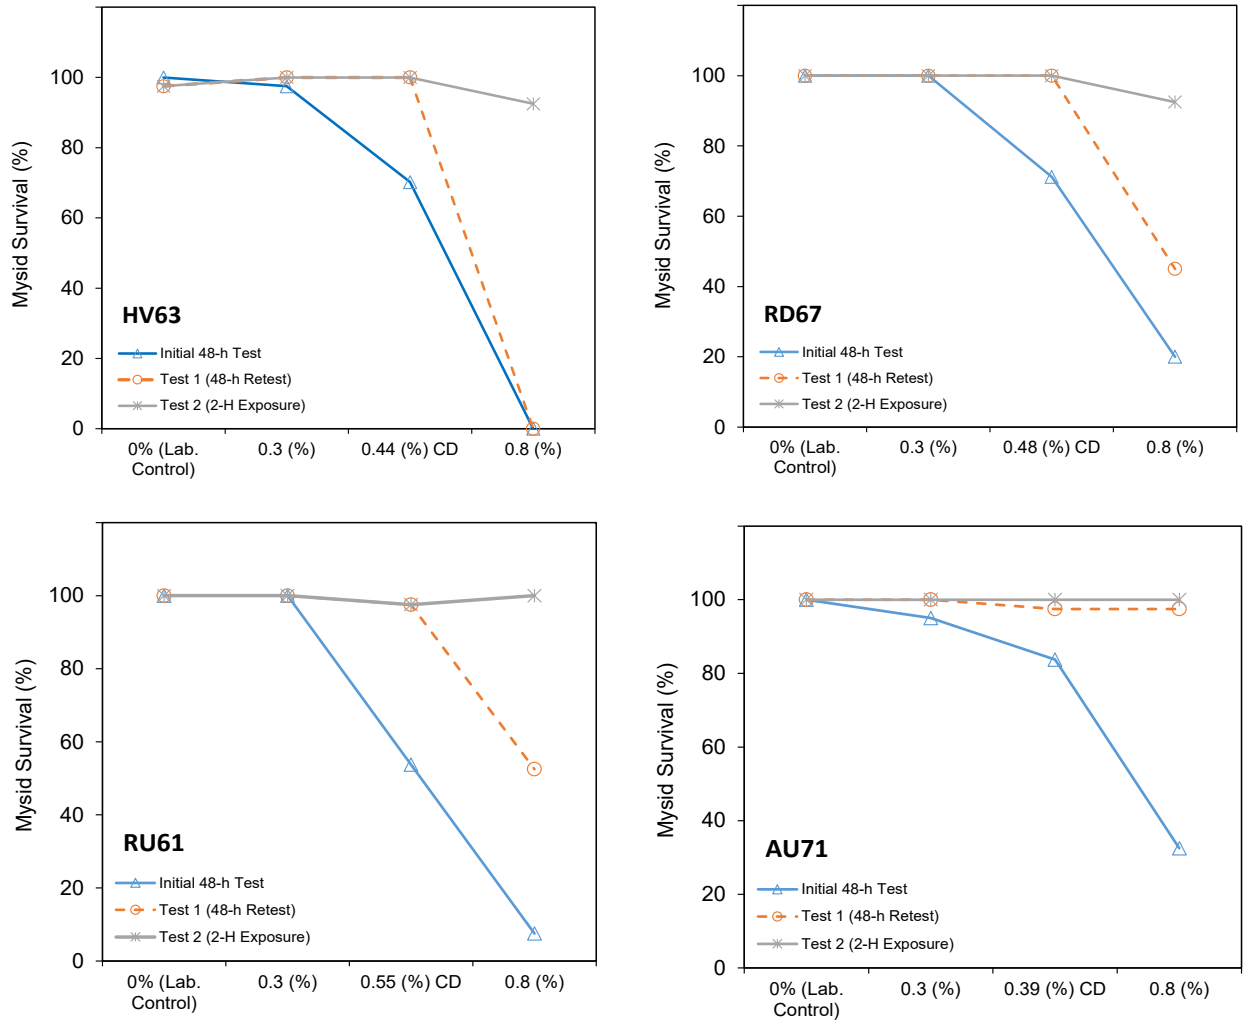 Mysid Survival (%)
100
80
60
40
20
0
HV63
Initial 48-h Test
Test 1 (48-h Retest)
Test 2 (2-H Exposure)
0% (Lab. Control)
0.3 (%)
0.44 (%) CD
0.8 (%)
Mysid Survival (%)
100
80
60
40
20
0
RD67
Initial 48-h Test
Test 1 (48-h Retest)
Test 2 (2-H Exposure)
0% (Lab. Control)
0.3 (%)
0.48 (%) CD
0.8 (%)
Mysid Survival (%)
100
80
60
40
20
0
RU61
Initial 48-h Test
Test 1 (48-h Retest)
Test 2 (2-H Exposure)
0% (Lab. Control)
0.3 (%)
0.55 (%) CD
0.8 (%)
Mysid Survival (%)
100
80
60
40
20
0
AU71
Initial 48-h Test
Test 1 (48-h Retest)
Test 2 (2-H Exposure)
0% (Lab. Control)
0.3 (%)
0.39 (%) CD
0.8 (%)